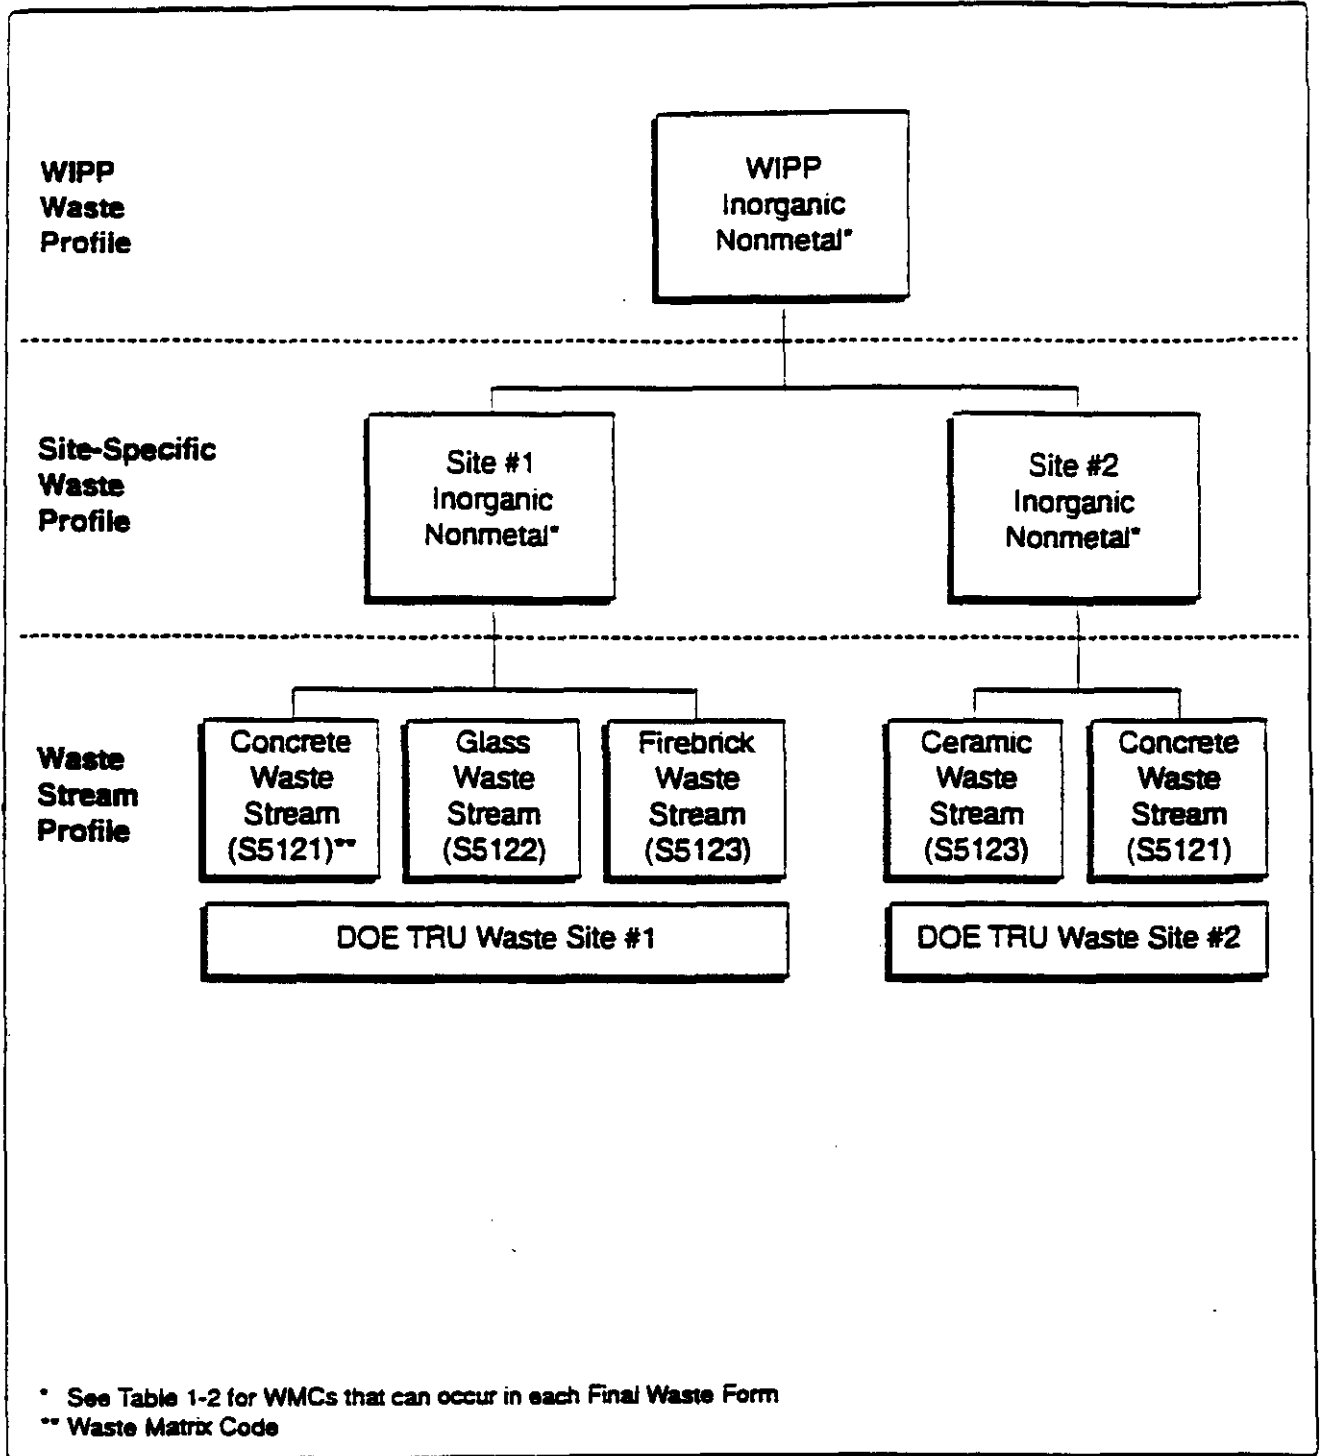 WIPP
Waste
Profile
WIPP
Inorganic
Nonmetal*
Site-Specific
Waste
Profile
Site #1
Inorganic
Nonmetal*
Site #2
Inorganic
Nonmetal*
Waste
Stream
Profile
Concrete
Waste
Stream
(S5121)**
Glass
Waste
Stream
(S5122)
Firebrick
Waste
Stream
(S5123)
Ceramic
Waste
Stream
(S5123)
Concrete
Waste
Stream
(S5121)
DOE TRU Waste Site #1
DOE TRU Waste Site #2
* See Table 1-2 for WMCs that can occur in each Final Waste Form
** Waste Matrix Code